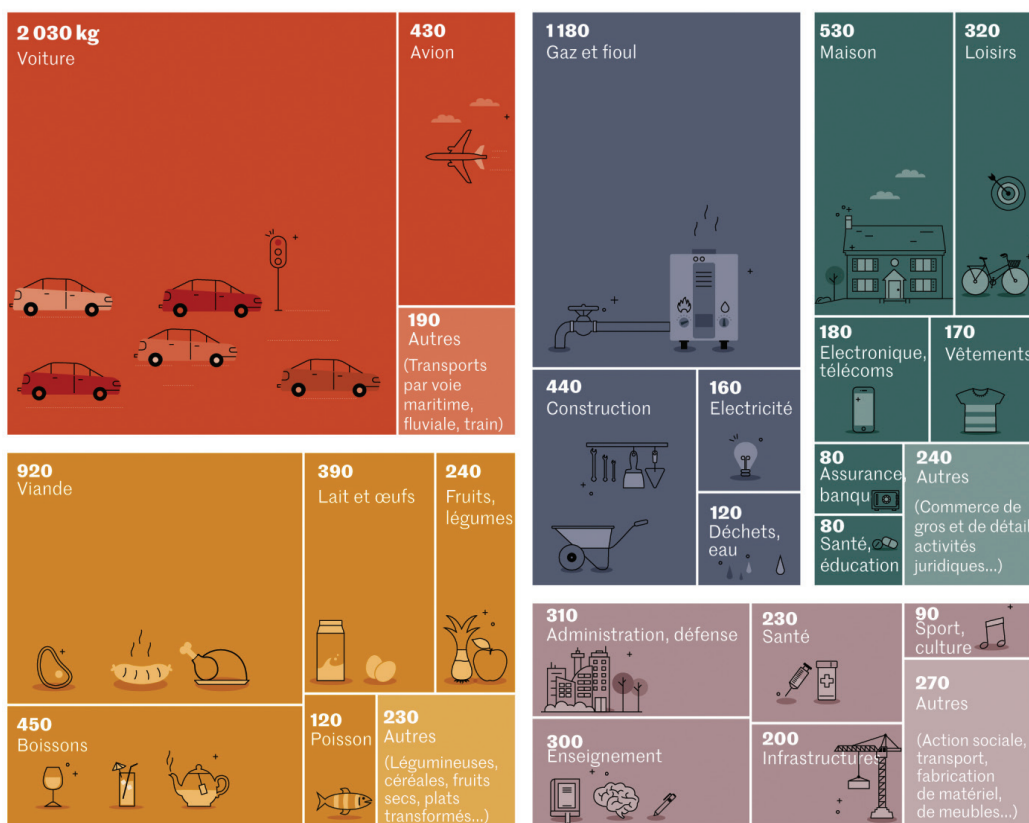 2 030 kg
Voiture
430
Avion
190
Autres
(Transports
par voie
maritime,
fluviale, train)
1180
Gaz et fioul
440
Construction
160
Electricité
120
Déchets,
eau
530
Maison
320
Loisirs
180
Electronique,
télécoms
170
Vêtements
80
Assurance,
banqu
80
Santé,
éducation
240
Autres
(Commerce de
gros et de détail
activités
juridiques...)
920
Viande
390
Lait et œufs
240
Fruits,
légumes
450
Boissons
120
Poisson
230
Autres
(Légumineuses,
céréales, fruits
secs, plats
transformés...)
310
Administration, défense
230
Santé
90
Sport,
culture
300
Enseignement
200
Infrastructures
270
Autres
(Action sociale,
transport,
fabrication
de matériel,
de meubles...)